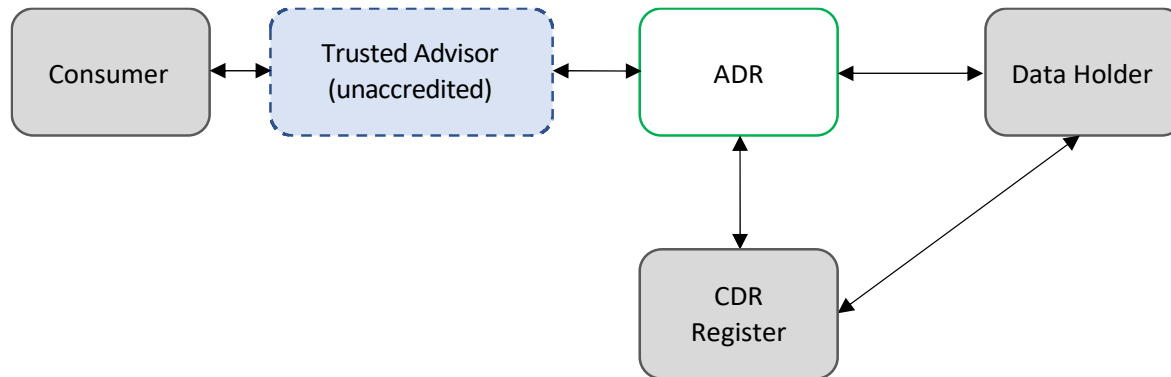 Consumer
Trusted Advisor
(unaccredited)
ADR
Data Holder
CDR
Register